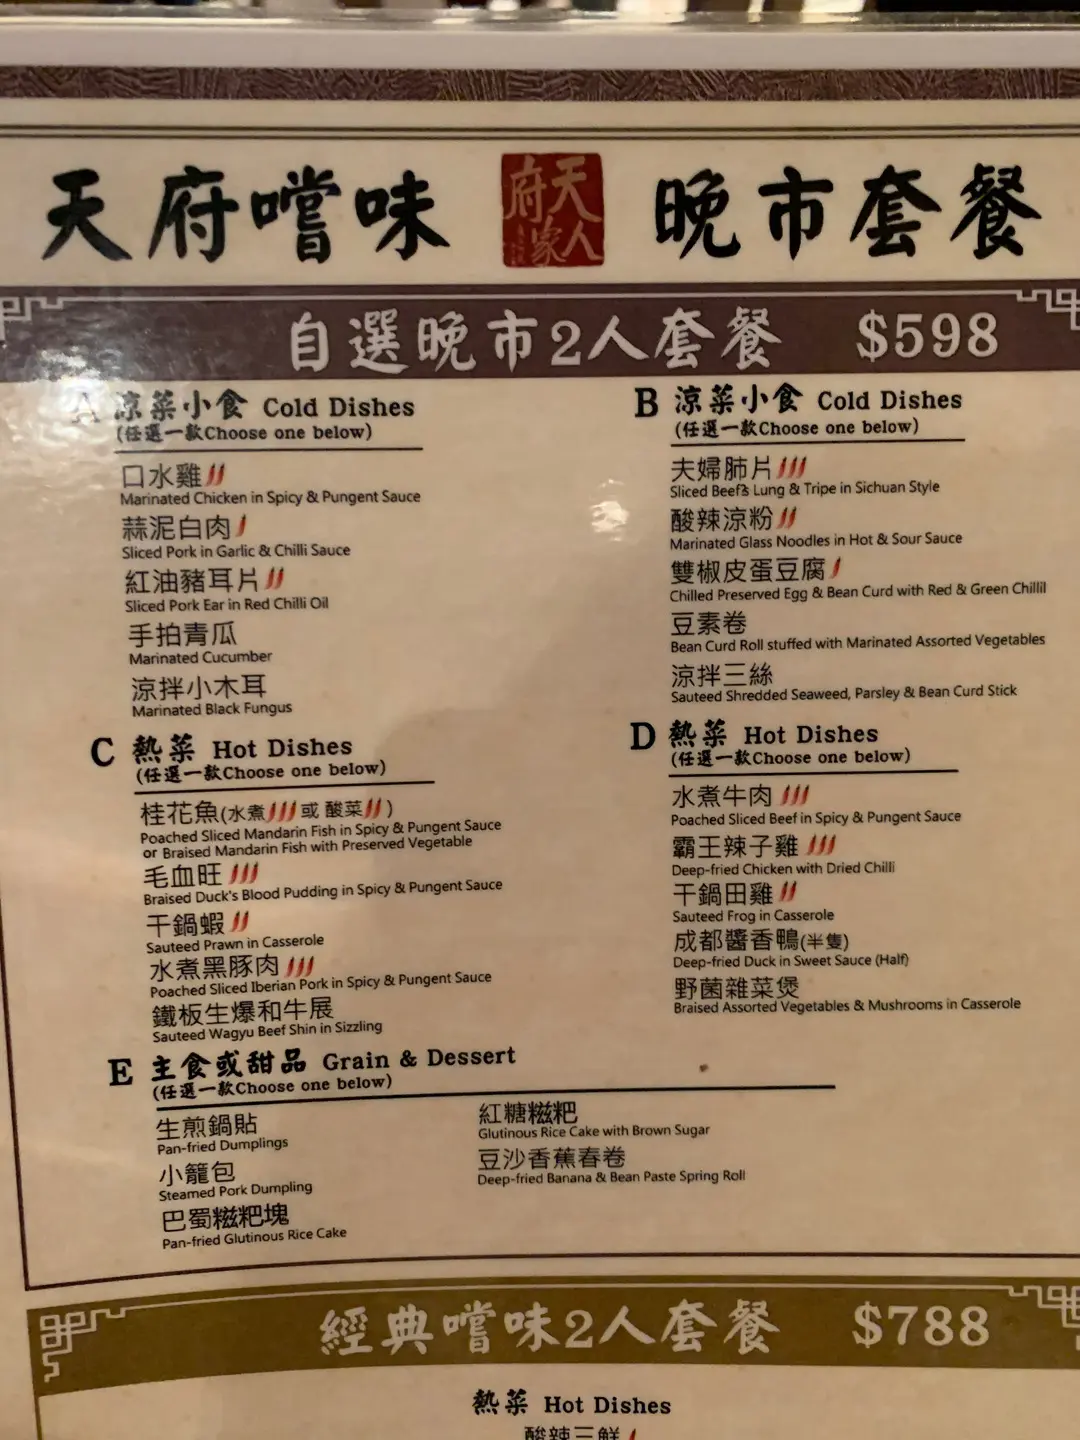 天府嚐味 天府人家 晚市套餐
自選晚市2人套餐 $598
A 涼菜小食 Cold Dishes
(任選一款Choose one below)
口水雞
Marinated Chicken in Spicy & Pungent Sauce
蒜泥白肉
Sliced Pork in Garlic & Chilli Sauce
紅油豬耳片
Sliced Pork Ear in Red Chilli Oil
手拍青瓜
Marinated Cucumber
涼拌小木耳
Marinated Black Fungus
B 涼菜小食 Cold Dishes
(任選一款Choose one below)
夫婦肺片
Sliced Beef's Lung & Tripe in Sichuan Style
酸辣涼粉
Marinated Glass Noodles in Hot & Sour Sauce
雙椒皮蛋豆腐
Chilled Preserved Egg & Bean Curd with Red & Green Chillil
豆素卷
Bean Curd Roll stuffed with Marinated Assorted Vegetables
涼拌三絲
Sauteed Shredded Seaweed, Parsley & Bean Curd Stick
C 熱菜 Hot Dishes
(任選一款Choose one below)
桂花魚(水煮 或 酸菜)
Poached Sliced Mandarin Fish in Spicy & Pungent Sauce
or Braised Mandarin Fish with Preserved Vegetable
毛血旺
Braised Duck's Blood Pudding in Spicy & Pungent Sauce
干鍋蝦
Sauteed Prawn in Casserole
水煮黑豚肉
Poached Sliced Iberian Pork in Spicy & Pungent Sauce
鐵板生爆和牛展
Sauteed Wagyu Beef Shin in Sizzling
D 熱菜 Hot Dishes
(任選一款Choose one below)
水煮牛肉
Poached Sliced Beef in Spicy & Pungent Sauce
霸王辣子雞
Deep-fried Chicken with Dried Chilli
干鍋田雞
Sauteed Frog in Casserole
成都醬香鴨(半隻)
Deep-fried Duck in Sweet Sauce (Half)
野菌雜菜煲
Braised Assorted Vegetables & Mushrooms in Casserole
E 主食或甜品 Grain & Dessert
(任選一款Choose one below)
生煎鍋貼
Pan-fried Dumplings
小籠包
Steamed Pork Dumpling
巴蜀糍粑塊
Pan-fried Glutinous Rice Cake
紅糖糍粑
Glutinous Rice Cake with Brown Sugar
豆沙香蕉春卷
Deep-fried Banana & Bean Paste Spring Roll
經典嚐味2人套餐 $788
熱菜 Hot Dishes
酸辣三鮮